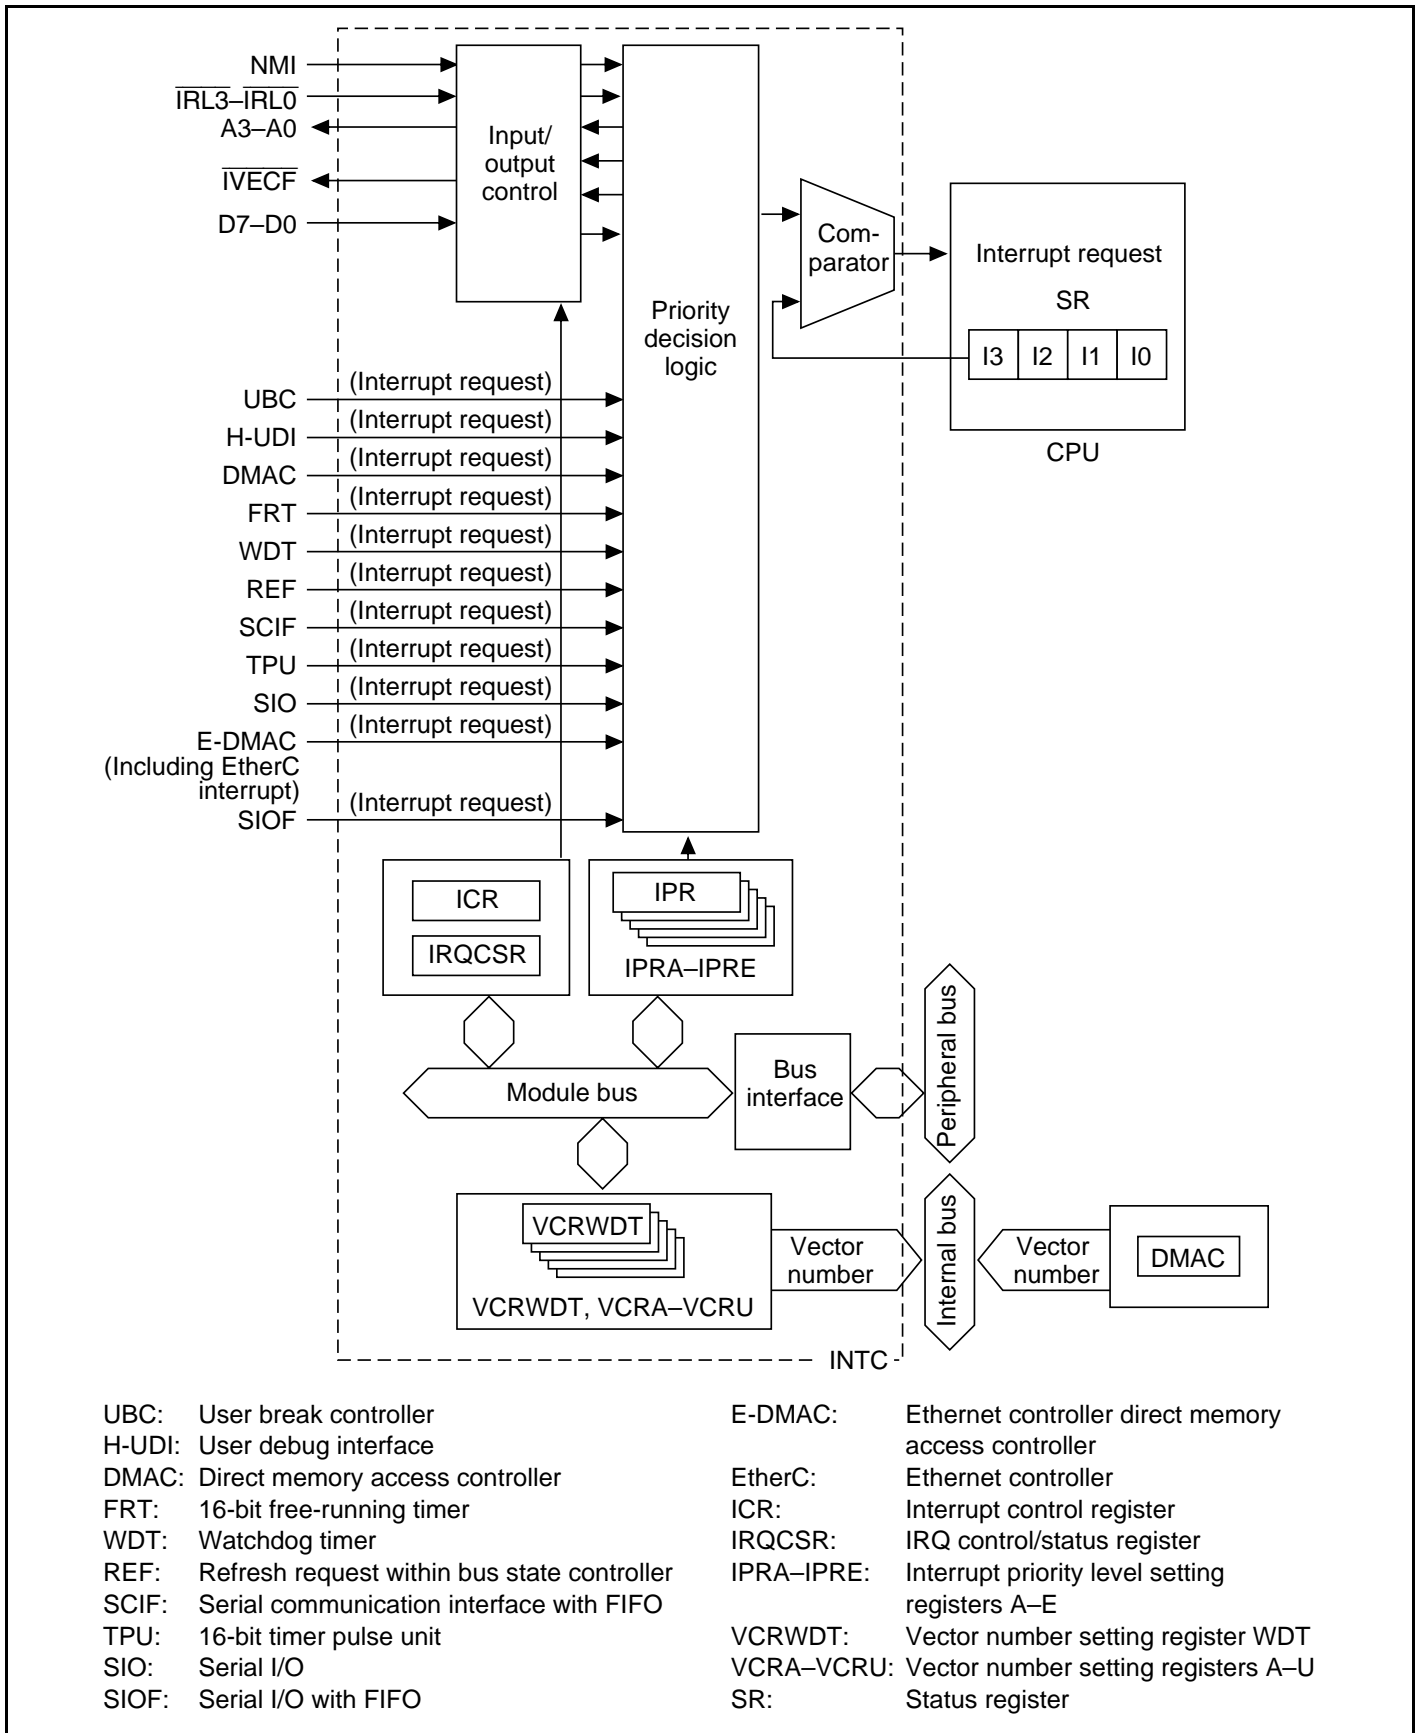 NMI
IRL3–IRL0
A3–A0
IVECF
D7–D0
Input/
output
control
Priority
decision
logic
Com-
parator
Interrupt request
SR
I3 I2 I1 I0
CPU
UBC (Interrupt request)
H-UDI (Interrupt request)
DMAC (Interrupt request)
FRT (Interrupt request)
WDT (Interrupt request)
REF (Interrupt request)
SCIF (Interrupt request)
TPU (Interrupt request)
SIO (Interrupt request)
E-DMAC (Interrupt request)
(Including EtherC
interrupt)
SIOF (Interrupt request)
ICR
IRQCSR
IPR
IPRA–IPRE
Module bus
Bus
interface
Peripheral bus
VCRWDT
VCRWDT, VCRA–VCRU
Vector
number
Internal bus
Vector
number
DMAC
INTC
UBC: User break controller
H-UDI: User debug interface
DMAC: Direct memory access controller
FRT: 16-bit free-running timer
WDT: Watchdog timer
REF: Refresh request within bus state controller
SCIF: Serial communication interface with FIFO
TPU: 16-bit timer pulse unit
SIO: Serial I/O
SIOF: Serial I/O with FIFO
E-DMAC: Ethernet controller direct memory
access controller
EtherC: Ethernet controller
ICR: Interrupt control register
IRQCSR: IRQ control/status register
IPRA–IPRE: Interrupt priority level setting
registers A–E
VCRWDT: Vector number setting register WDT
VCRA–VCRU: Vector number setting registers A–U
SR: Status register